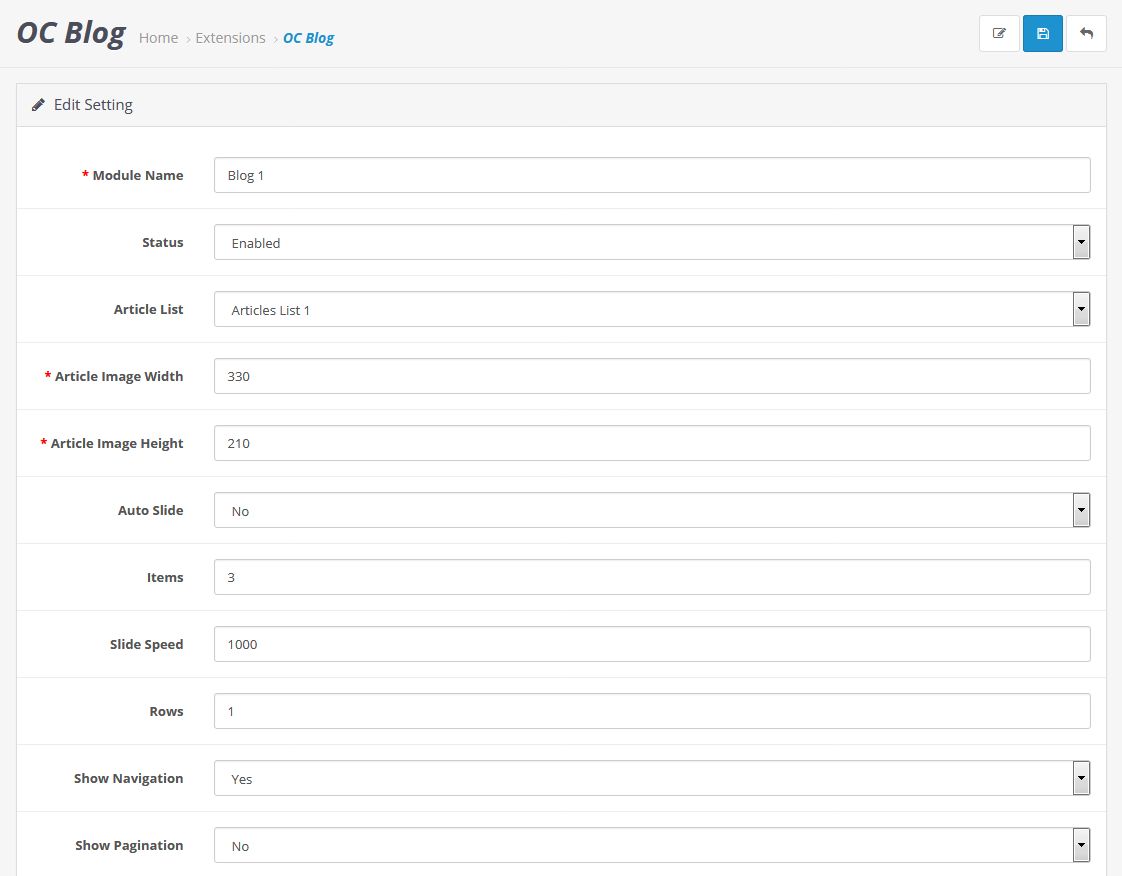 OC Blog Home › Extensions › OC Blog
Edit Setting
* Module Name Blog 1
Status Enabled
Article List Articles List 1
* Article Image Width 330
* Article Image Height 210
Auto Slide No
Items 3
Slide Speed 1000
Rows 1
Show Navigation Yes
Show Pagination No